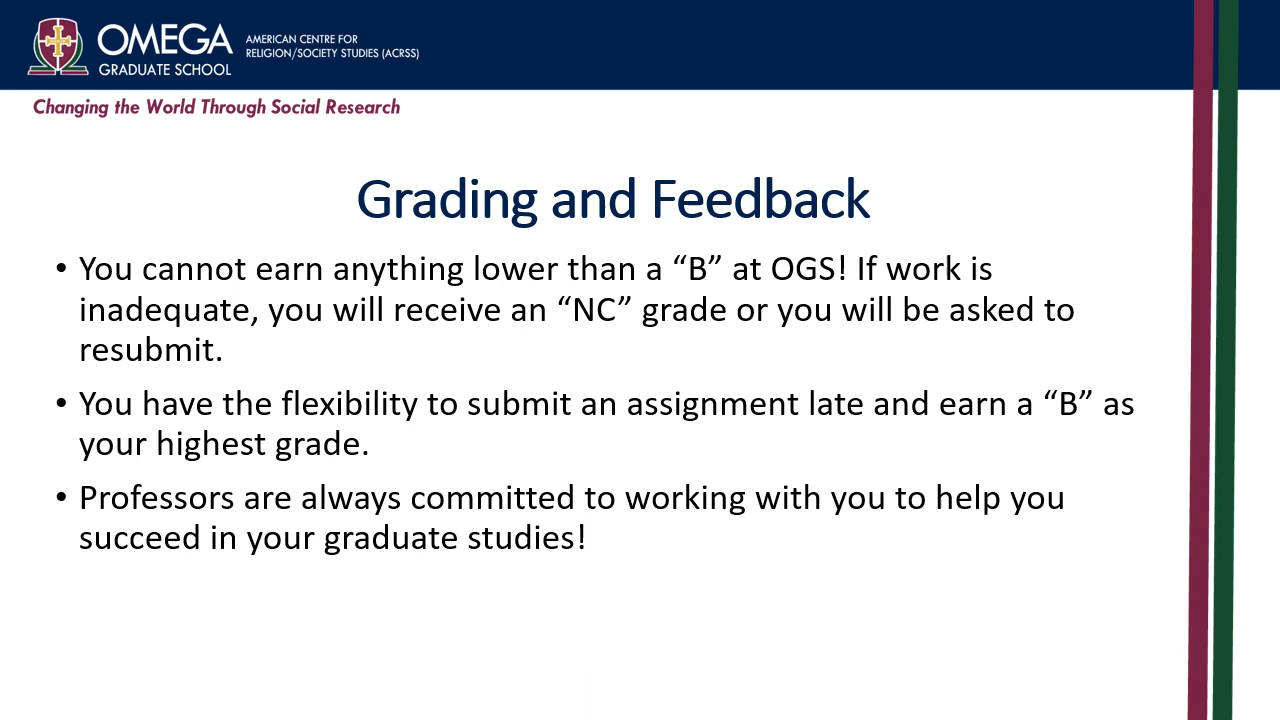 OMEGA
GRADUATE SCHOOL
AMERICAN CENTRE FOR
RELIGION/SOCIETY STUDIES (ACRSS)
Changing the World Through Social Research
Grading and Feedback
• You cannot earn anything lower than a “B” at OGS! If work is
inadequate, you will receive an “NC” grade or you will be asked to
resubmit.
• You have the flexibility to submit an assignment late and earn a “B” as
your highest grade.
• Professors are always committed to working with you to help you
succeed in your graduate studies!